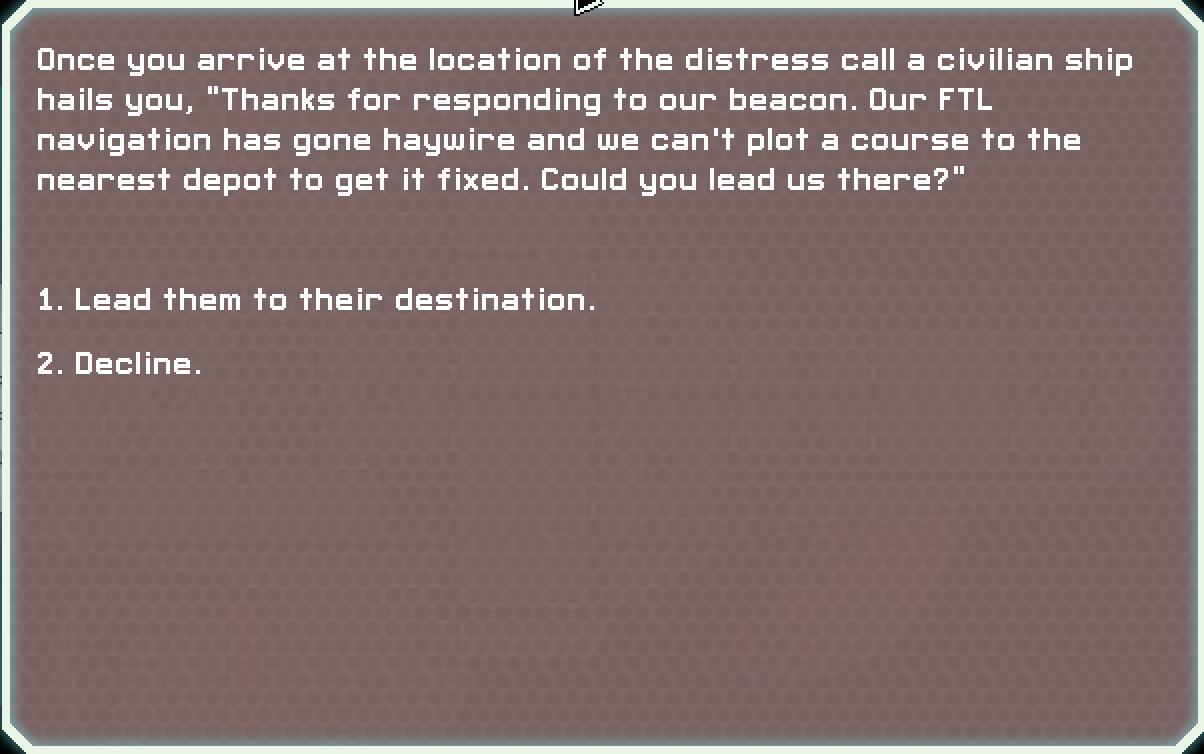 Once you arrive at the location of the distress call a civilian ship
hails you, "Thanks for responding to our beacon. Our FTL
navigation has gone haywire and we can't plot a course to the
nearest depot to get it fixed. Could you lead us there?"
1. Lead them to their destination.
2. Decline.